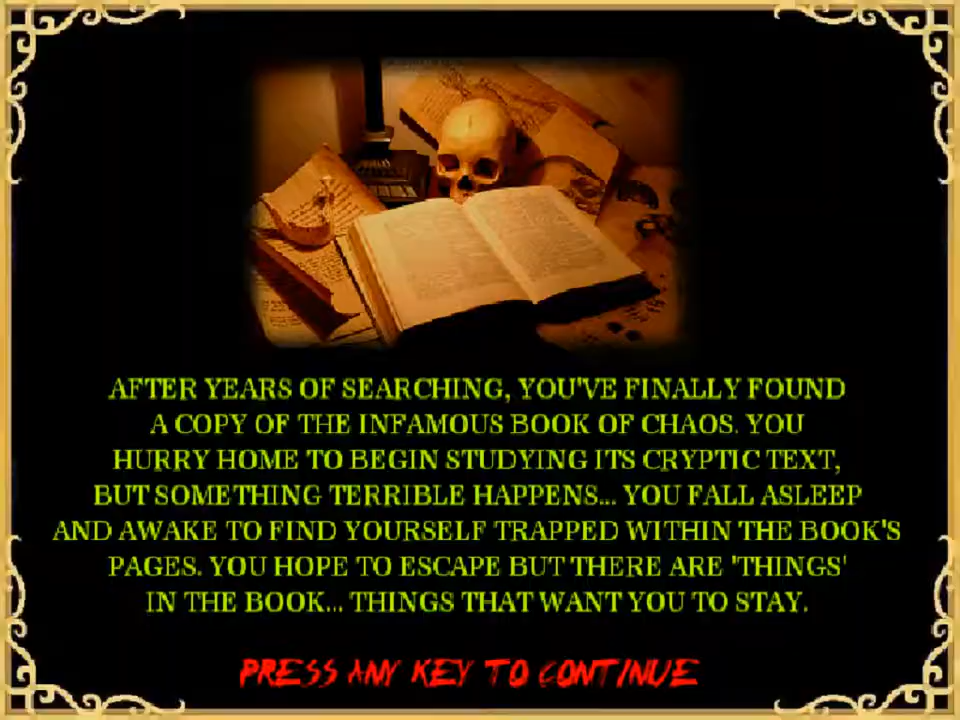 AFTER YEARS OF SEARCHING, YOU'VE FINALLY FOUND
A COPY OF THE INFAMOUS BOOK OF CHAOS. YOU
HURRY HOME TO BEGIN STUDYING ITS CRYPTIC TEXT,
BUT SOMETHING TERRIBLE HAPPENS... YOU FALL ASLEEP
AND AWAKE TO FIND YOURSELF TRAPPED WITHIN THE BOOK'S
PAGES. YOU HOPE TO ESCAPE BUT THERE ARE 'THINGS'
IN THE BOOK... THINGS THAT WANT YOU TO STAY.
PRESS ANY KEY TO CONTINUE